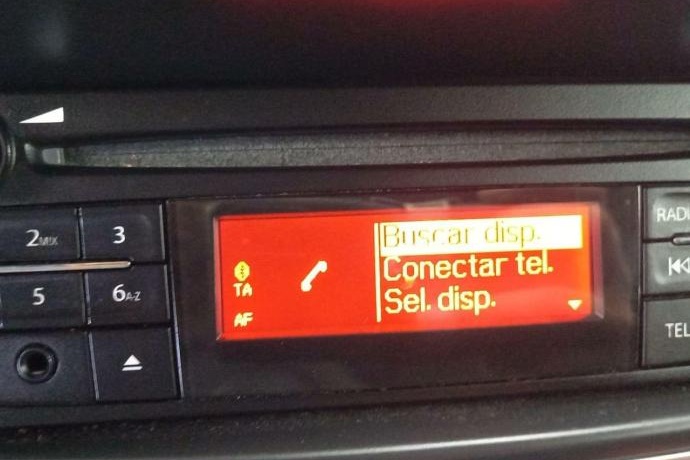 2MIX
3
5
6A-Z
TA
AF
Buscar disp.
Conectar tel.
Sel. disp.
RADI
TEL